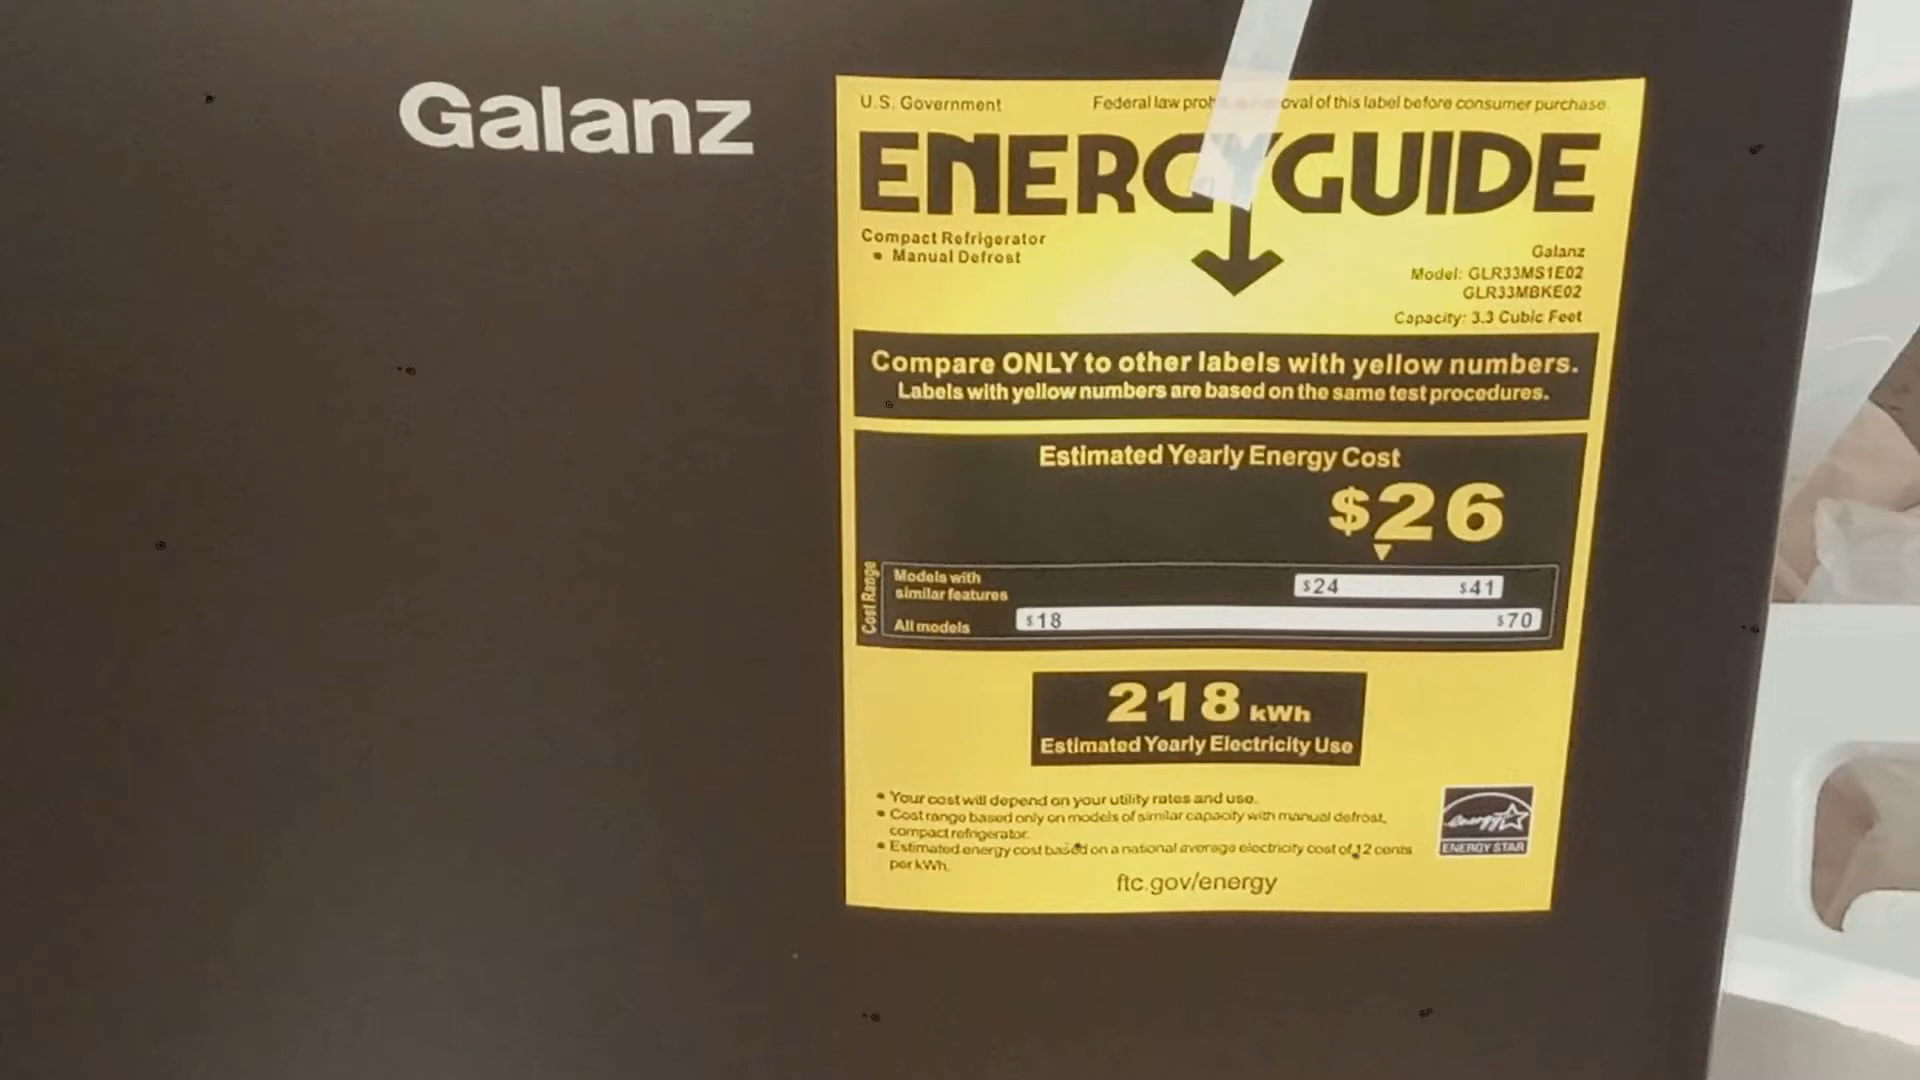 Galanz
U.S. Government
Federal law oval of this label before consumer purchase.
ENERGYGUIDE
Compact Refrigerator
• Manual Defrost
Galanz
Model: GLR33MS1E02
GLR33MBKE02
Capacity: 3.3 Cubic Feet
Compare ONLY to other labels with yellow numbers.
Labels with yellow numbers are based on the same test procedures.
Estimated Yearly Energy Cost
$26
Cost Range
Models with
similar features
$24 $41
All models
$18 $70
218 kWh
Estimated Yearly Electricity Use
• Your cost will depend on your utility rates and use.
• Cost range based only on models of similar capacity with manual defrost,
compact refrigerator.
• Estimated energy cost based on a national average electricity cost of 12 cents
per kWh.
ftc.gov/energy
energy
ENERGY STAR